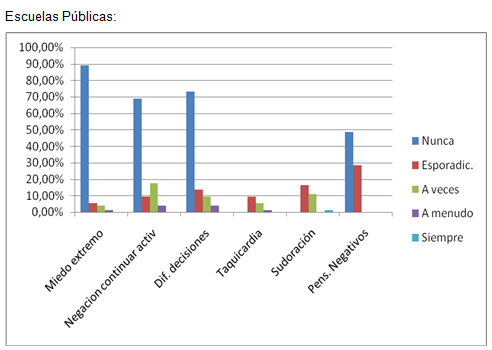 Escuelas Públicas:
100,00%
90,00%
80,00%
70,00%
60,00%
50,00%
40,00%
30,00%
20,00%
10,00%
0,00%
Miedo extremo
Negacion continuar activ
Dif. decisiones
Taquicardia
Sudoración
Pens. Negativos
Nunca
Esporadic.
A veces
A menudo
Siempre